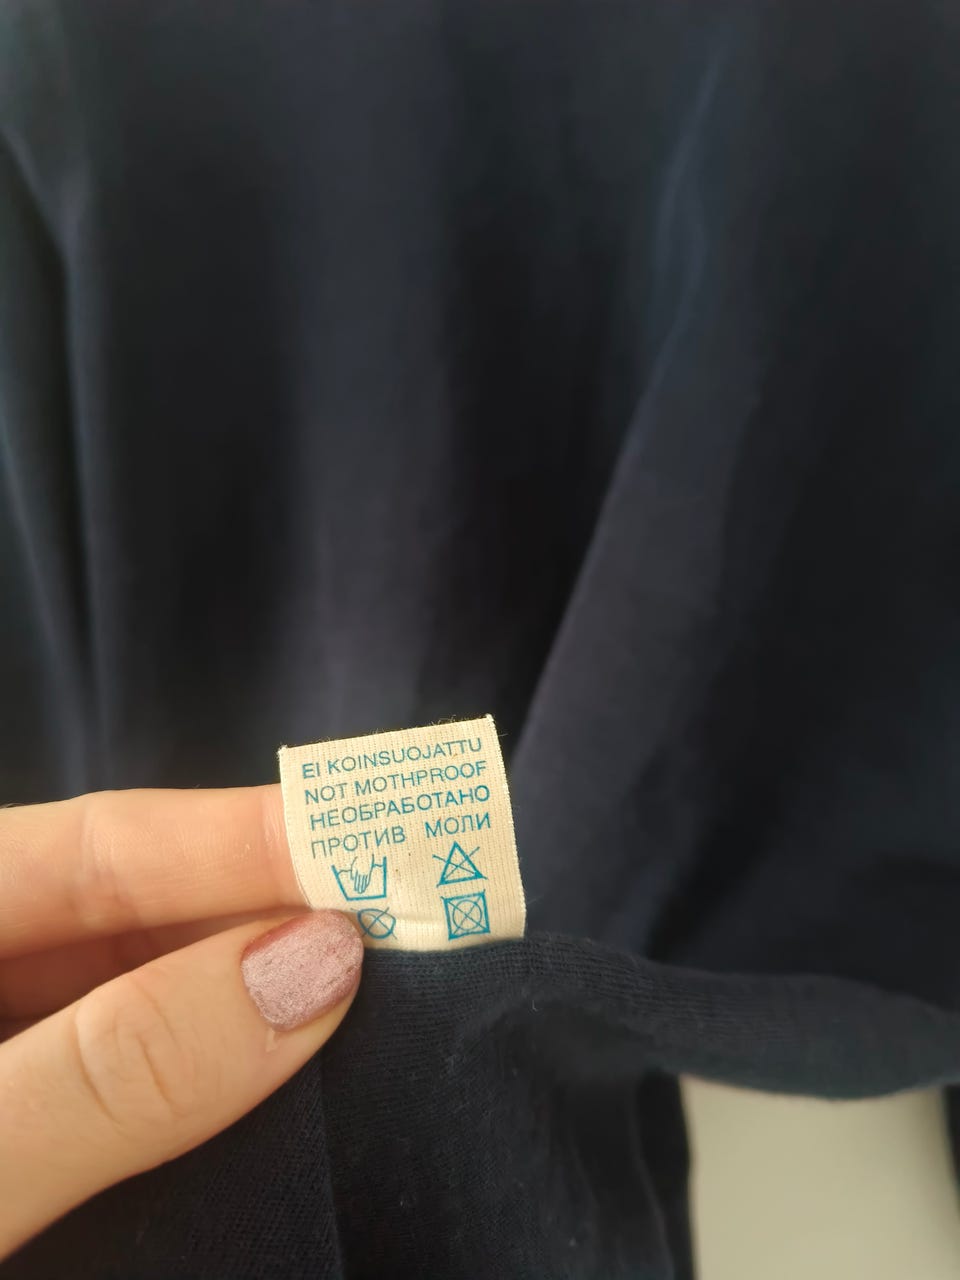 EI KOINSUOJATTU
NOT MOTHPROOF
НЕОБРАБОТАНО
ПРОТИВ МОЛИ